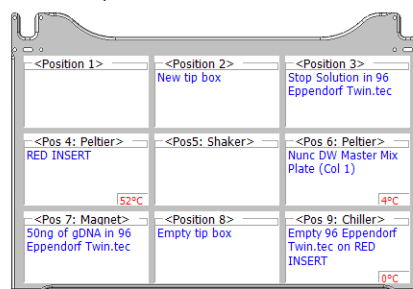 <Position 1>
<Position 2>
New tip box
<Position 3>
Stop Solution in 96
Eppendorf Twin.tec
<Pos 4: Peltier>
RED INSERT
52°C
<Pos5: Shaker>
<Pos 6: Peltier>
Nunc DW Master Mix
Plate (Col 1)
4°C
<Pos 7: Magnet>
50ng of gDNA in 96
Eppendorf Twin.tec
<Position 8>
Empty tip box
<Pos 9: Chiller>
Empty 96 Eppendorf
Twin.tec on RED
INSERT
0°C